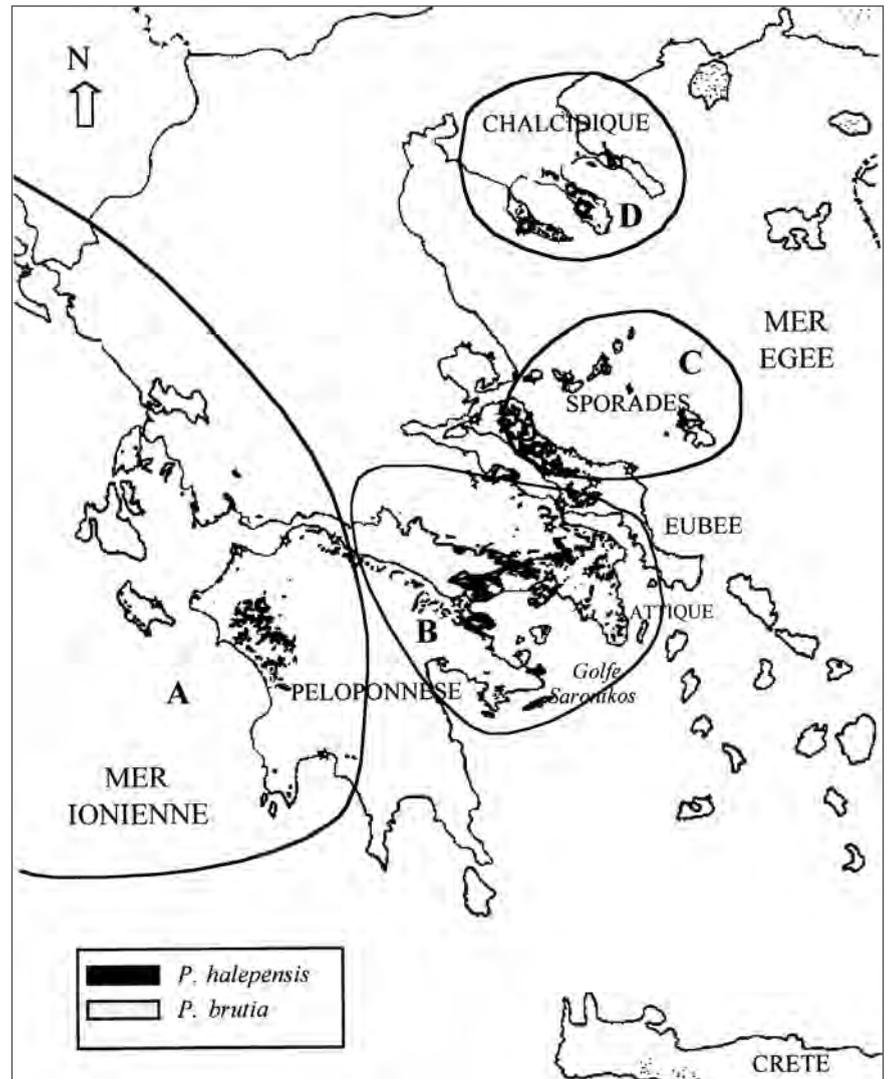 N
CHALCIDIQUE
D
MER
EGEE
C
SPORADES
EUBEE
ATTIQUE
B
Golfe
Saronikos
A
PELOPONNESE
MER
IONIENNE
P. halepensis
P. brutia
CRETE